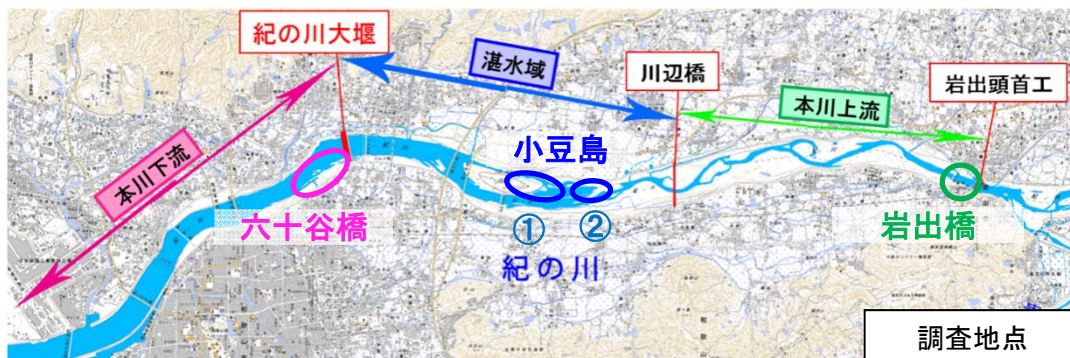 紀の川大堰
湛水域
川辺橋
岩出頭首工
本川下流
本川上流
小豆島
六十谷橋
①
②
岩出橋
紀の川
調査地点